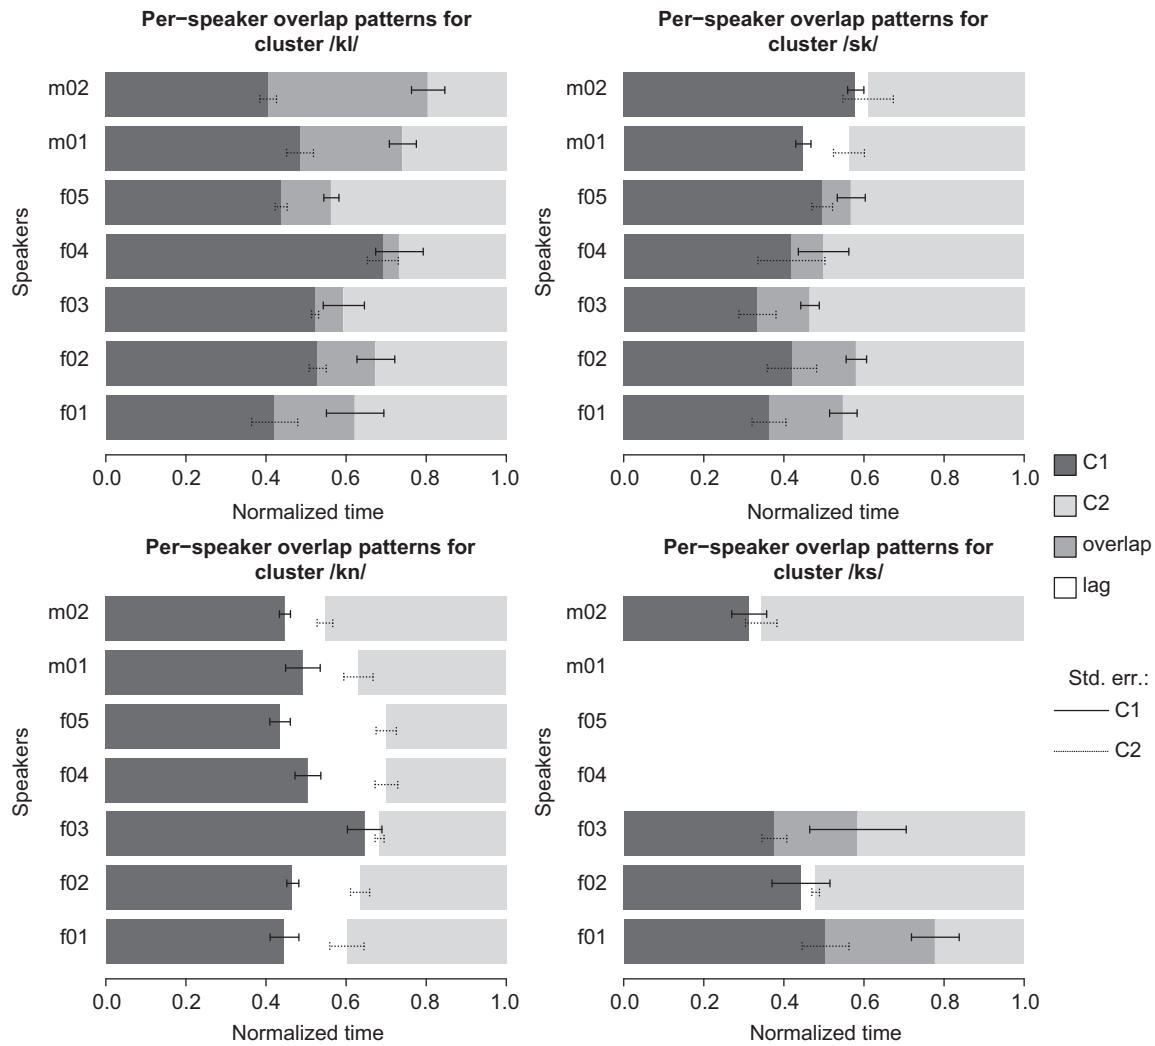 Per−speaker overlap patterns for
cluster /kl/
Speakers
m02
m01
f05
f04
f03
f02
f01
0.0 0.2 0.4 0.6 0.8 1.0
Normalized time
Per−speaker overlap patterns for
cluster /sk/
Speakers
m02
m01
f05
f04
f03
f02
f01
0.0 0.2 0.4 0.6 0.8 1.0
Normalized time
Per−speaker overlap patterns for
cluster /kn/
Speakers
m02
m01
f05
f04
f03
f02
f01
0.0 0.2 0.4 0.6 0.8 1.0
Normalized time
Per−speaker overlap patterns for
cluster /ks/
Speakers
m02
m01
f05
f04
f03
f02
f01
0.0 0.2 0.4 0.6 0.8 1.0
Normalized time
C1
C2
overlap
lag
Std. err.:
C1
C2